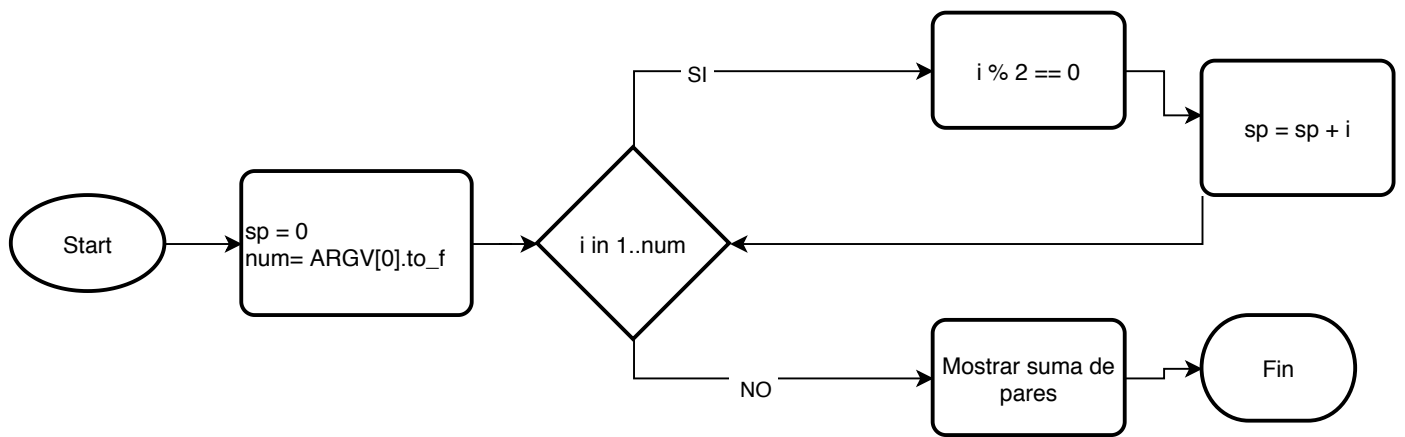 Start
sp = 0
num= ARGV[0].to_f
i in 1..num
SI
i % 2 == 0
sp = sp + i
NO
Mostrar suma de
pares
Fin